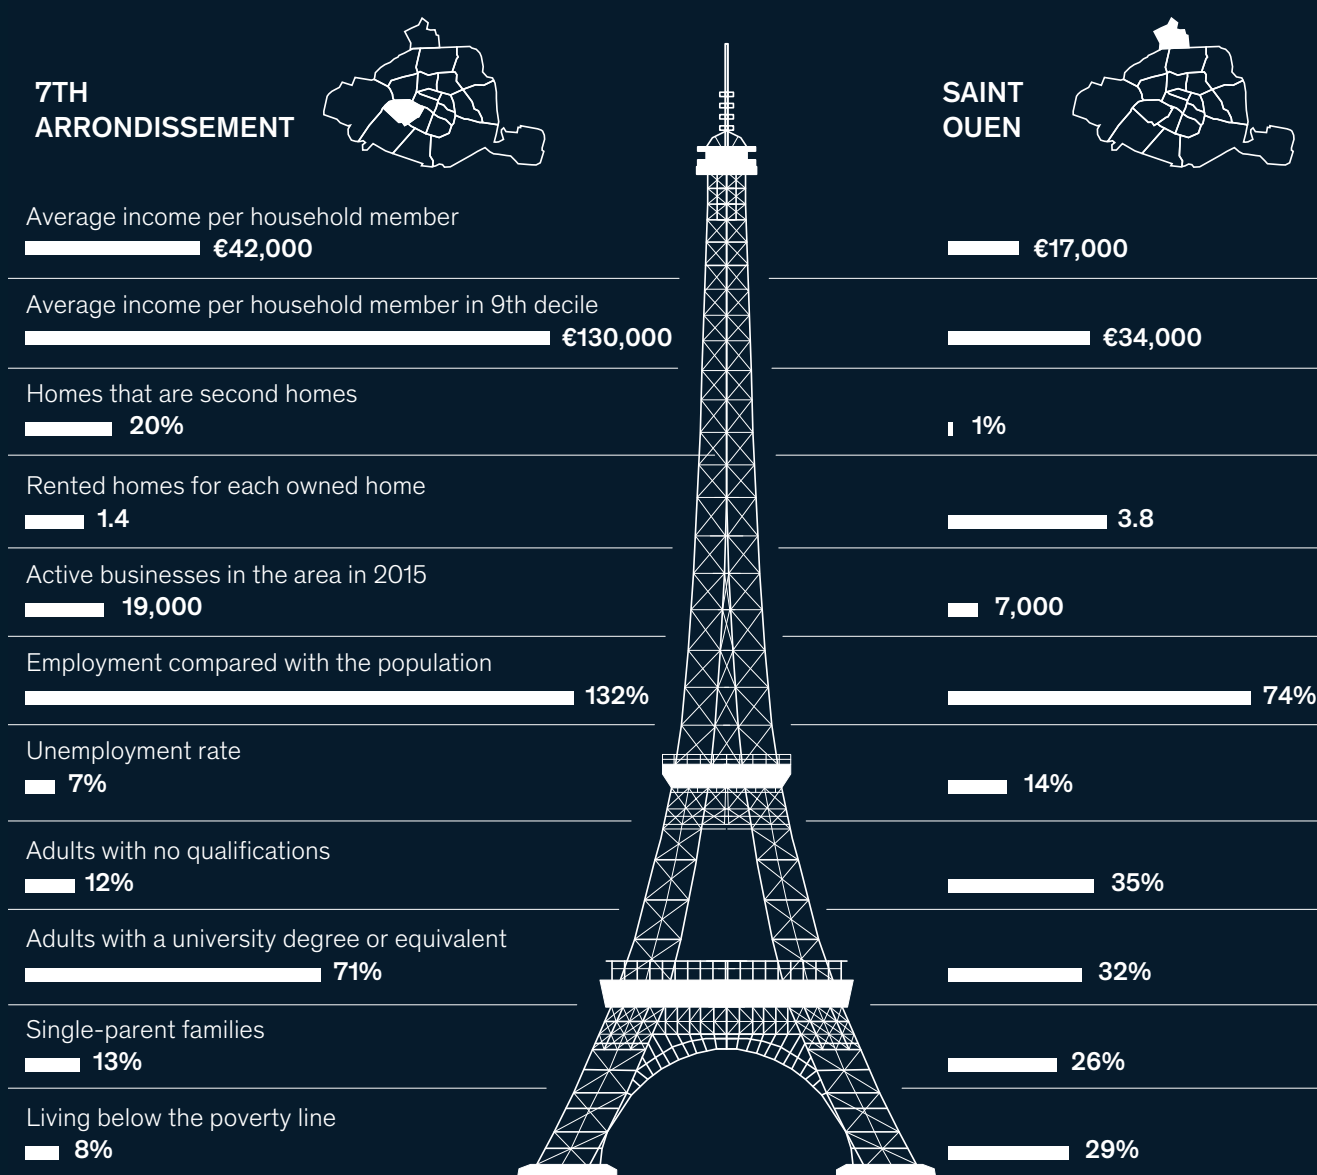 7TH
ARRONDISSEMENT
SAINT
OUEN
Average income per household member
€42,000
€17,000
Average income per household member in 9th decile
€130,000
€34,000
Homes that are second homes
20%
1%
Rented homes for each owned home
1.4
3.8
Active businesses in the area in 2015
19,000
7,000
Employment compared with the population
132%
74%
Unemployment rate
7%
14%
Adults with no qualifications
12%
35%
Adults with a university degree or equivalent
71%
32%
Single-parent families
13%
26%
Living below the poverty line
8%
29%